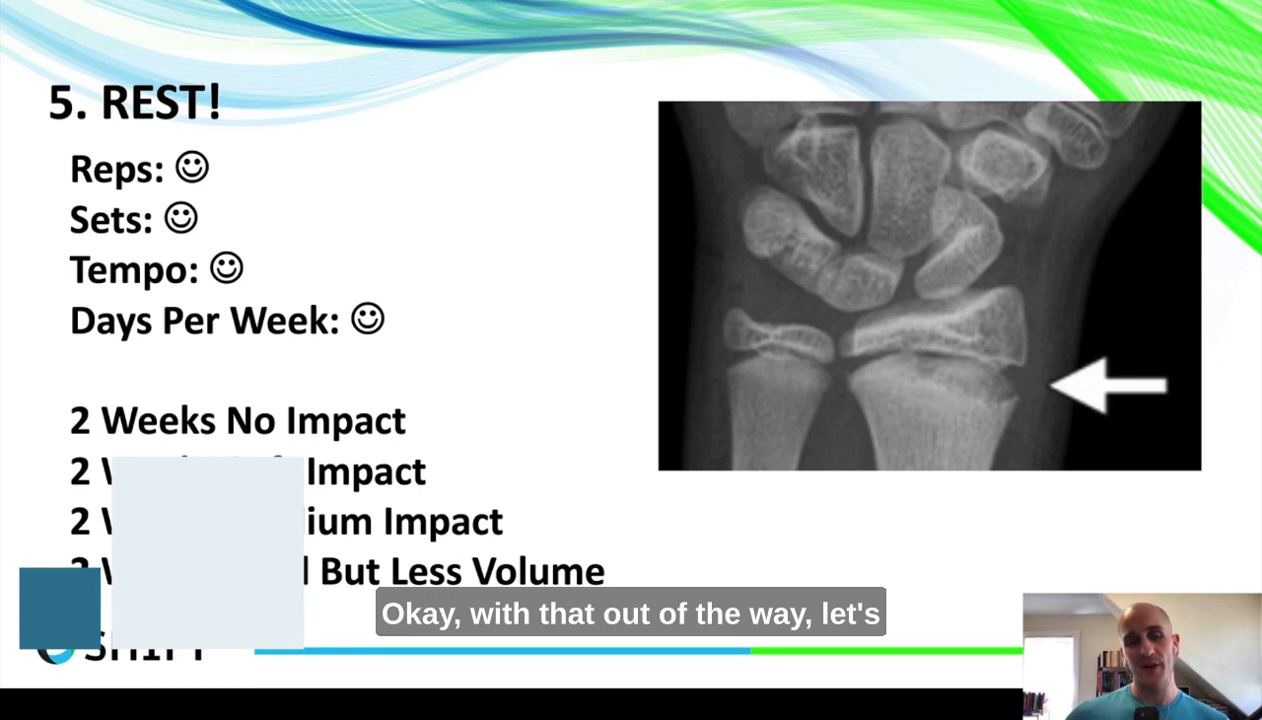 5. REST!
Reps: ☺
Sets: ☺
Tempo: ☺
Days Per Week: ☺
2 Weeks No Impact
2 Impact
2 Impact
But Less Volume
Okay, with that out of the way, let's